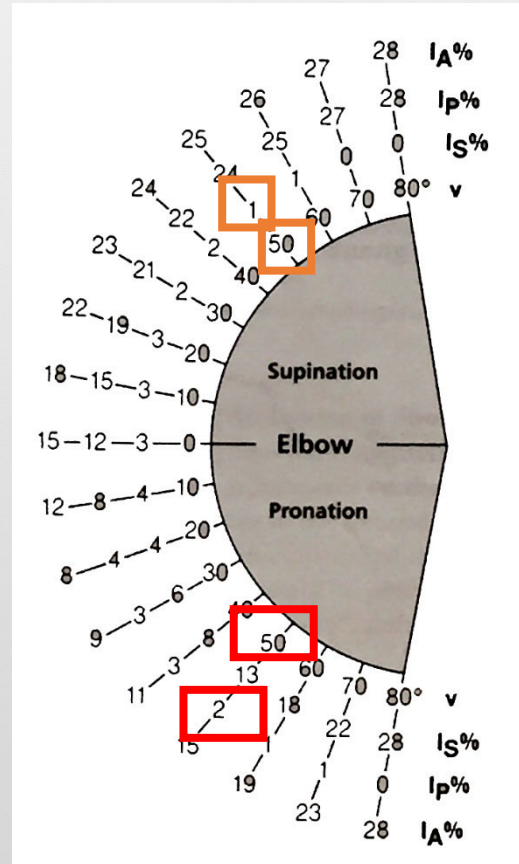 28 IA%
28 IP%
0 IS%
80° v
27 27 0 70
26 25 1 60
25 24 1 50
24 22 2 40
23 21 2 30
22 19 3 20
18 15 3 10
15 12 3 0
Supination
Elbow
Pronation
12 8 4 10
8 4 4 20
9 3 6 30
11 3 8 40
15 2 13 50
19 1 18 60
23 1 22 70
80° v
28 IS%
0 IP%
28 IA%